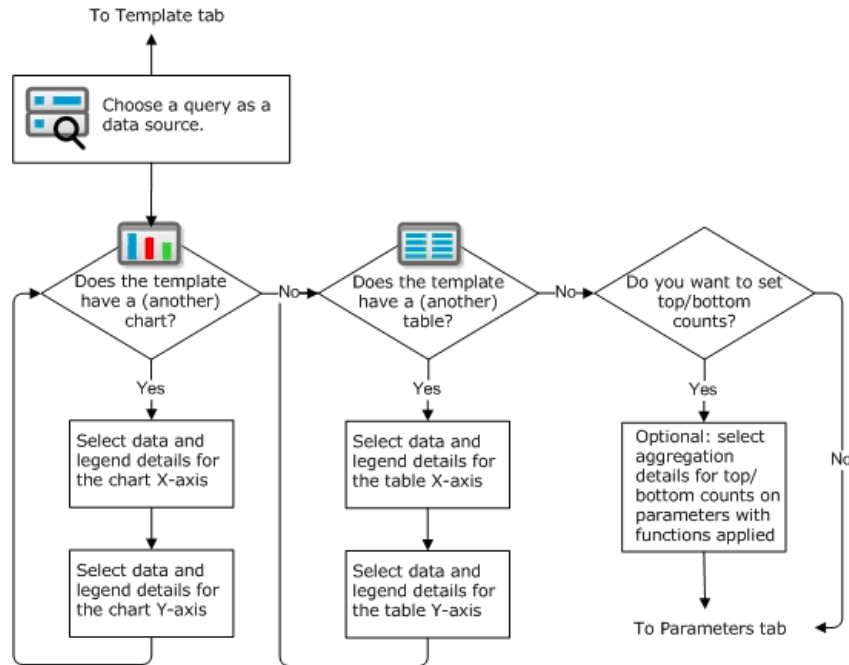 To Template tab
Choose a query as a
data source.
Does the template
have a (another)
chart?
No
Does the template
have a (another)
table?
No
Do you want to set
top/bottom
counts?
Yes
Yes
Yes
Select data and
legend details for
the chart X-axis
Select data and
legend details for
the table X-axis
Optional: select
aggregation
details for top/
bottom counts on
parameters with
functions applied
No
Select data and
legend details for
the chart Y-axis
Select data and
legend details for
the table Y-axis
To Parameters tab